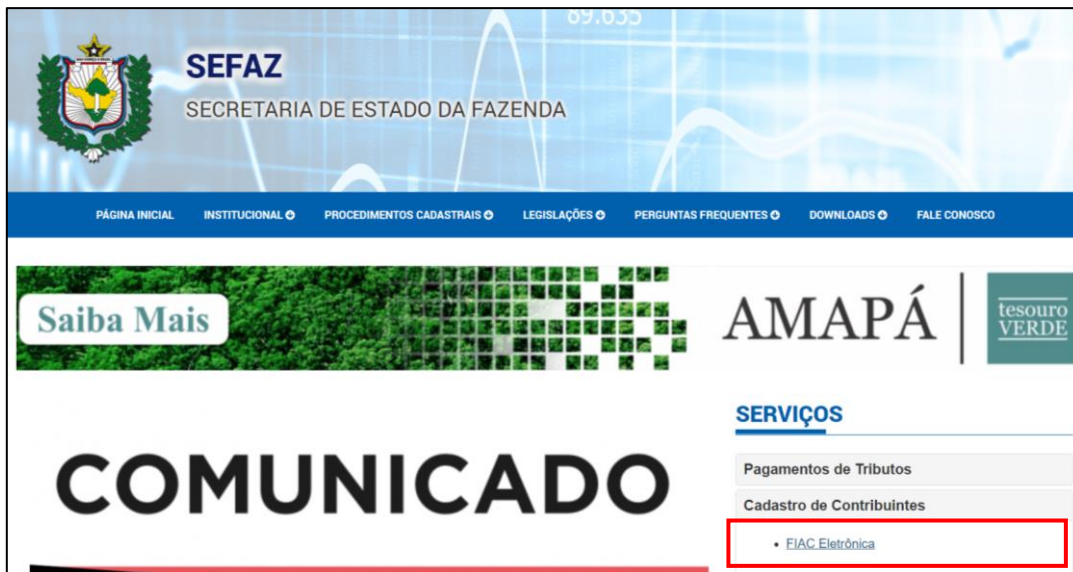 89.635
SEFAZ
SECRETARIA DE ESTADO DA FAZENDA
PÁGINA INICIAL INSTITUCIONAL PROCEDIMENTOS CADASTRAIS LEGISLAÇÕES PERGUNTAS FREQUENTES DOWNLOADS FALE CONOSCO
Saiba Mais
AMAPÁ
tesouro
VERDE
COMUNICADO
SERVIÇOS
Pagamentos de Tributos
Cadastro de Contribuintes
• FIAC Eletrônica